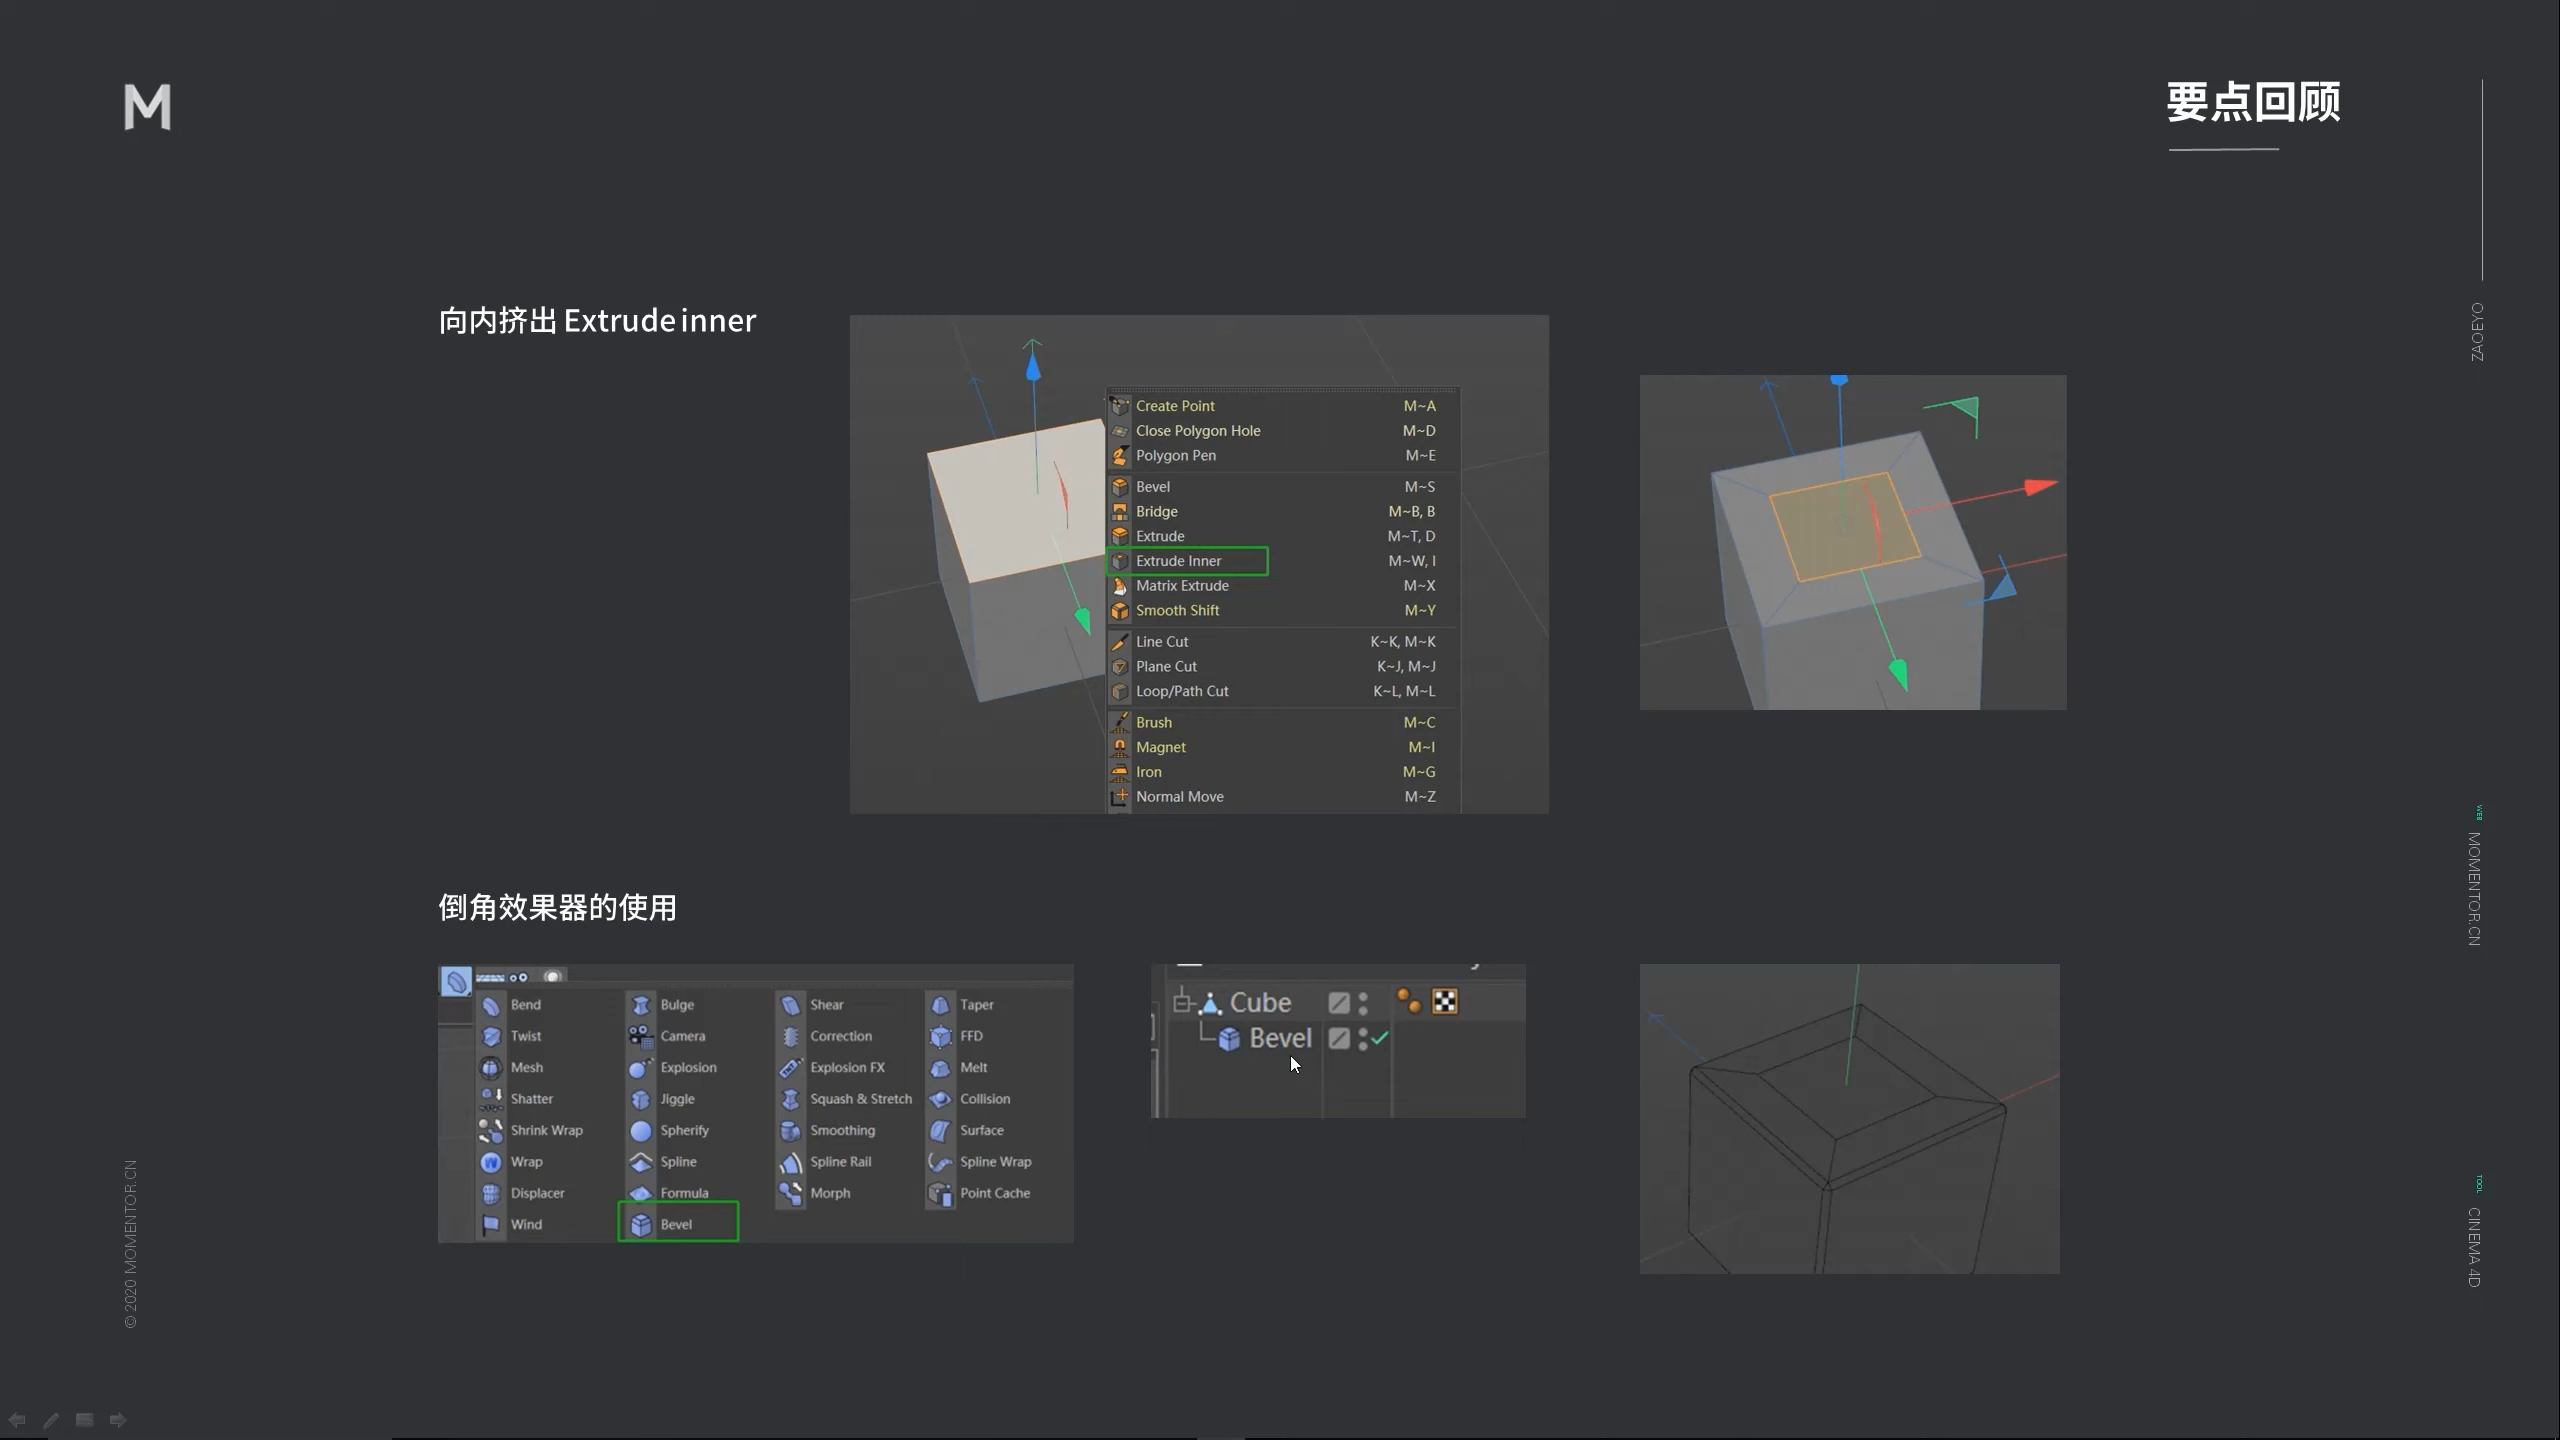 M
要点回顾
ZAOEYO
向内挤出 Extrude inner
Create Point M~A
Close Polygon Hole M~D
Polygon Pen M~E
Bevel M~S
Bridge M~B, B
Extrude M~T, D
Extrude Inner M~W, I
Matrix Extrude M~X
Smooth Shift M~Y
Line Cut K~K, M~K
Plane Cut K~J, M~J
Loop/Path Cut K~L, M~L
Brush M~C
Magnet M~I
Iron M~G
Normal Move M~Z
WEB MOMENTOR.CN
倒角效果器的使用
Bend Bulge Shear Taper
Twist Camera Correction FFD
Mesh Explosion Explosion FX Melt
Shatter Jiggle Squash & Stretch Collision
Shrink Wrap Spherify Smoothing Surface
Wrap Spline Spline Rail Spline Wrap
Displacer Formula Morph Point Cache
Wind Bevel
Cube
Bevel
TOOL CINEMA 4D
© 2020 MOMENTOR.CN